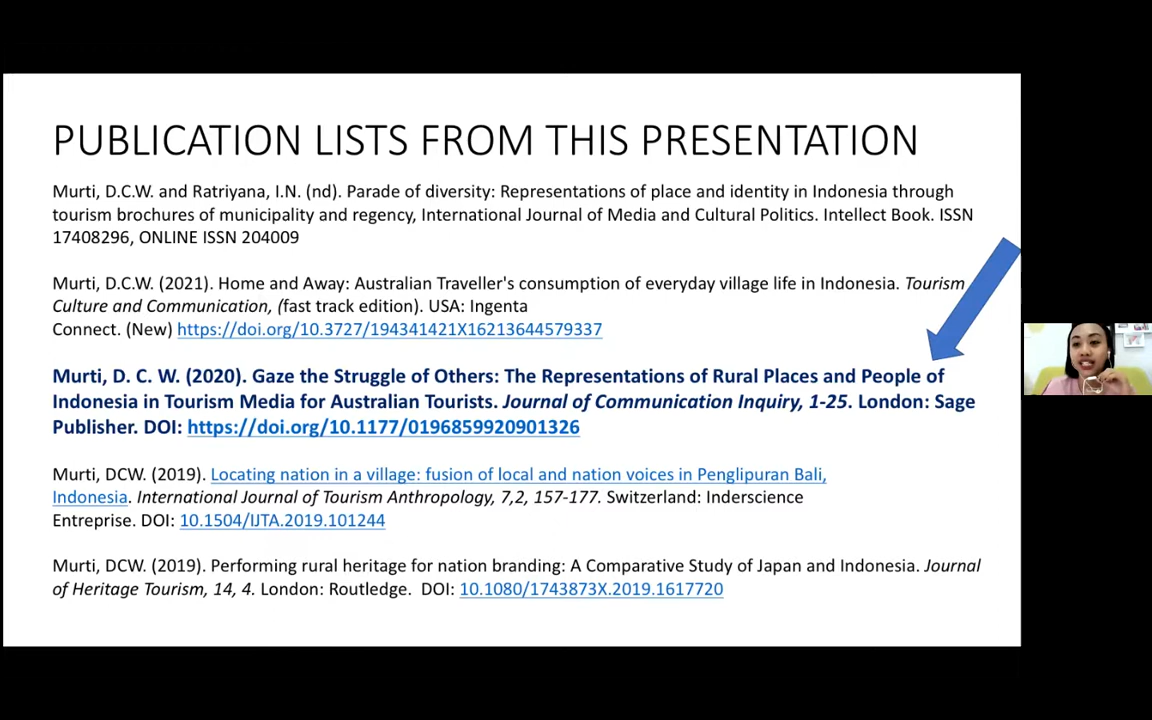 PUBLICATION LISTS FROM THIS PRESENTATION
Murti, D.C.W. and Ratriyana, I.N. (nd). Parade of diversity: Representations of place and identity in Indonesia through
tourism brochures of municipality and regency, International Journal of Media and Cultural Politics. Intellect Book. ISSN
17408296, ONLINE ISSN 204009
Murti, D.C.W. (2021). Home and Away: Australian Traveller's consumption of everyday village life in Indonesia. Tourism
Culture and Communication, (fast track edition). USA: Ingenta
Connect. (New) https://doi.org/10.3727/194341421X16213644579337
Murti, D. C. W. (2020). Gaze the Struggle of Others: The Representations of Rural Places and People of
Indonesia in Tourism Media for Australian Tourists. Journal of Communication Inquiry, 1-25. London: Sage
Publisher. DOI: https://doi.org/10.1177/0196859920901326
Murti, DCW. (2019). Locating nation in a village: fusion of local and nation voices in Penglipuran Bali,
Indonesia. International Journal of Tourism Anthropology, 7,2, 157-177. Switzerland: Inderscience
Entreprise. DOI: 10.1504/IJTA.2019.101244
Murti, DCW. (2019). Performing rural heritage for nation branding: A Comparative Study of Japan and Indonesia. Journal
of Heritage Tourism, 14, 4. London: Routledge. DOI: 10.1080/1743873X.2019.1617720